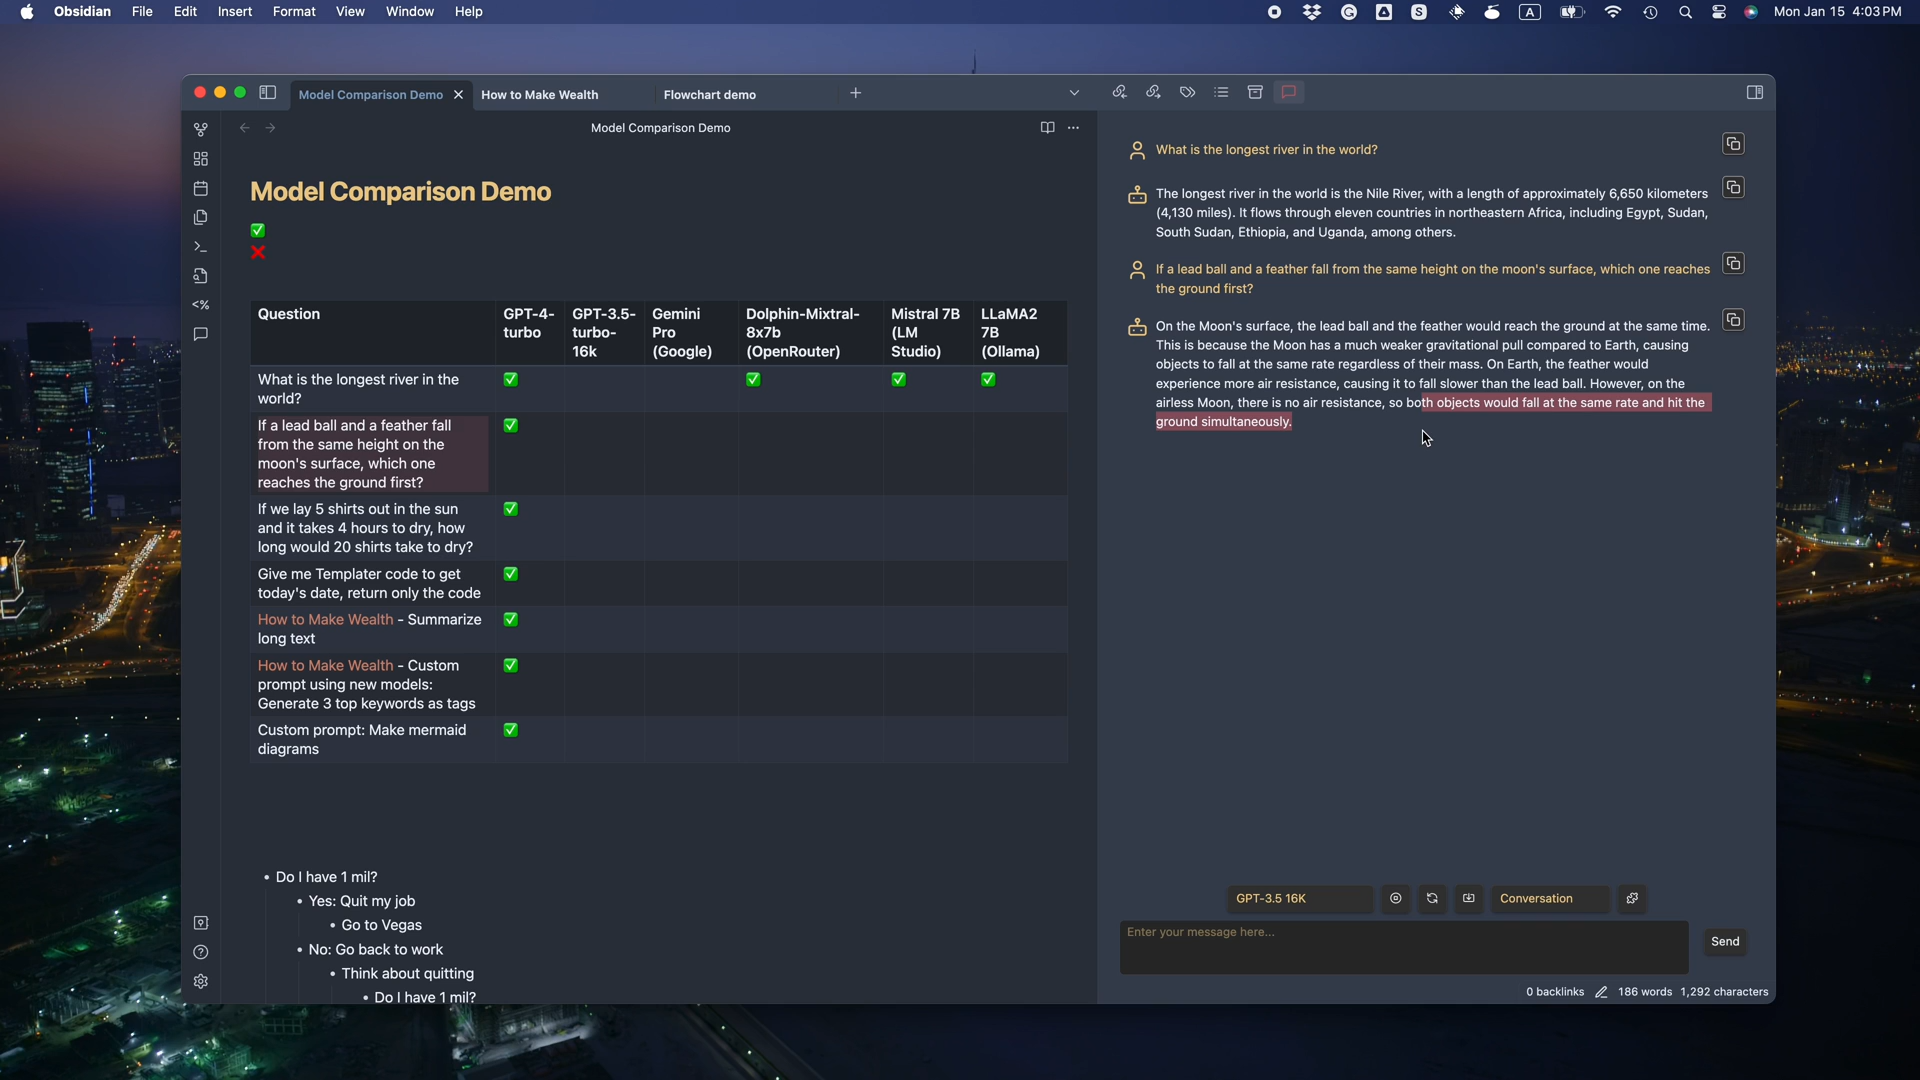 Obsidian File Edit Insert Format View Window Help
Mon Jan 15 4:03 PM
Model Comparison Demo
How to Make Wealth
Flowchart demo
Model Comparison Demo
Model Comparison Demo
✅
❌
Question
GPT-4-
turbo
GPT-3.5-
turbo-
16k
Gemini
Pro
(Google)
Dolphin-Mixtral-
8x7b
(OpenRouter)
Mistral 7B
(LM
Studio)
LLaMA2
7B
(Ollama)
What is the longest river in the
world?
✅ ✅ ✅ ✅
If a lead ball and a feather fall
from the same height on the
moon's surface, which one
reaches the ground first?
✅
If we lay 5 shirts out in the sun
and it takes 4 hours to dry, how
long would 20 shirts take to dry?
✅
Give me Templater code to get
today's date, return only the code
✅
How to Make Wealth - Summarize
long text
✅
How to Make Wealth - Custom
prompt using new models:
Generate 3 top keywords as tags
✅
Custom prompt: Make mermaid
diagrams
✅
• Do I have 1 mil?
• Yes: Quit my job
• Go to Vegas
• No: Go back to work
• Think about quitting
• Do I have 1 mil?
What is the longest river in the world?
The longest river in the world is the Nile River, with a length of approximately 6,650 kilometers
(4,130 miles). It flows through eleven countries in northeastern Africa, including Egypt, Sudan,
South Sudan, Ethiopia, and Uganda, among others.
If a lead ball and a feather fall from the same height on the moon's surface, which one reaches
the ground first?
On the Moon's surface, the lead ball and the feather would reach the ground at the same time.
This is because the Moon has a much weaker gravitational pull compared to Earth, causing
objects to fall at the same rate regardless of their mass. On Earth, the feather would
experience more air resistance, causing it to fall slower than the lead ball. However, on the
airless Moon, there is no air resistance, so both objects would fall at the same rate and hit the
ground simultaneously.
GPT-3.5 16K
Conversation
Enter your message here...
Send
0 backlinks 186 words 1,292 characters